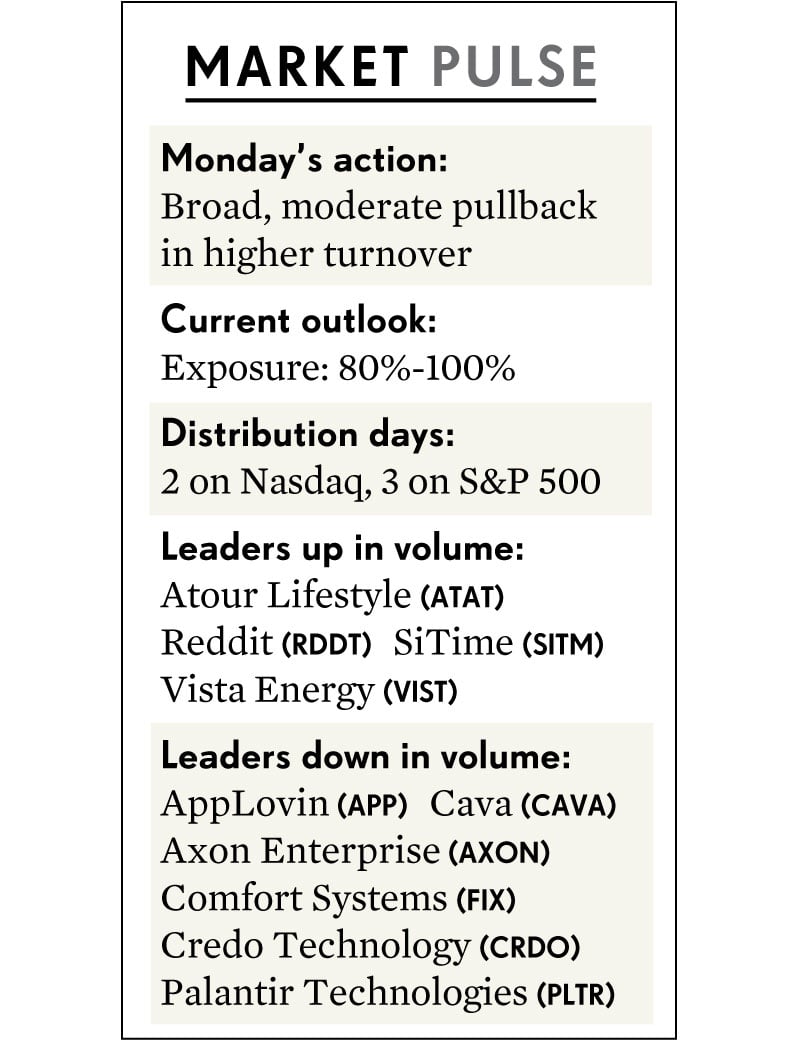 MARKET PULSE
Monday's action:
Broad, moderate pullback
in higher turnover
Current outlook:
Exposure: 80%-100%
Distribution days:
2 on Nasdaq, 3 on S&P 500
Leaders up in volume:
Atour Lifestyle (ATAT)
Reddit (RDDT) SiTime (SITM)
Vista Energy (VIST)
Leaders down in volume:
AppLovin (APP) Cava (CAVA)
Axon Enterprise (AXON)
Comfort Systems (FIX)
Credo Technology (CRDO)
Palantir Technologies (PLTR)